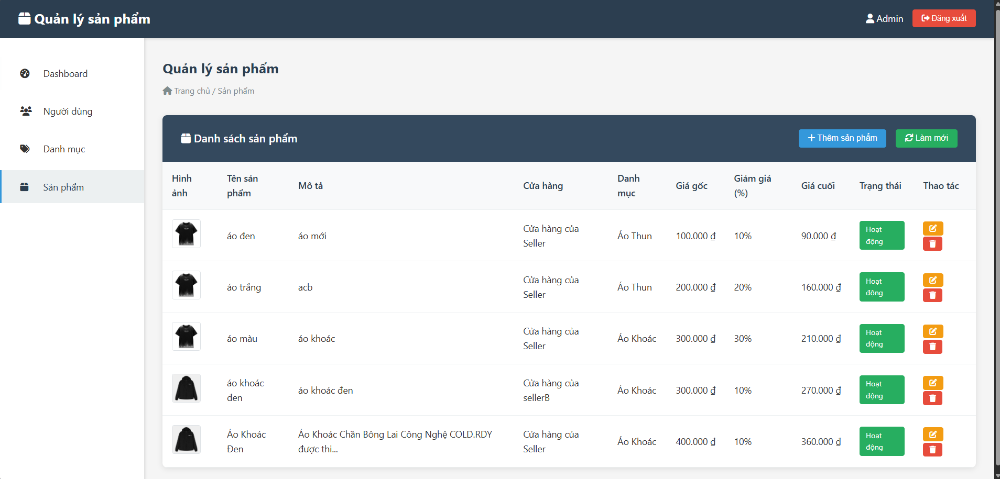 Quản lý sản phẩm
Admin
Đăng xuất
Dashboard
Người dùng
Danh mục
Sản phẩm
Quản lý sản phẩm
Trang chủ / Sản phẩm
Danh sách sản phẩm
Thêm sản phẩm
Làm mới
Hình ảnh
Tên sản phẩm
Mô tả
Cửa hàng
Danh mục
Giá gốc
Giảm giá (%)
Giá cuối
Trạng thái
Thao tác
áo đen
áo mới
Cửa hàng của Seller
Áo Thun
100.000 ₫
10%
90.000 ₫
Hoạt động
áo trắng
acb
Cửa hàng của Seller
Áo Thun
200.000 ₫
20%
160.000 ₫
Hoạt động
áo màu
áo khoác
Cửa hàng của Seller
Áo Khoác
300.000 ₫
30%
210.000 ₫
Hoạt động
áo khoác đen
áo khoác đen
Cửa hàng của sellerB
Áo Khoác
300.000 ₫
10%
270.000 ₫
Hoạt động
Áo Khoác Đen
Áo Khoác Chần Bông Lai Công Nghệ COLD.RDY
được thi...
Cửa hàng của Seller
Áo Khoác
400.000 ₫
10%
360.000 ₫
Hoạt động